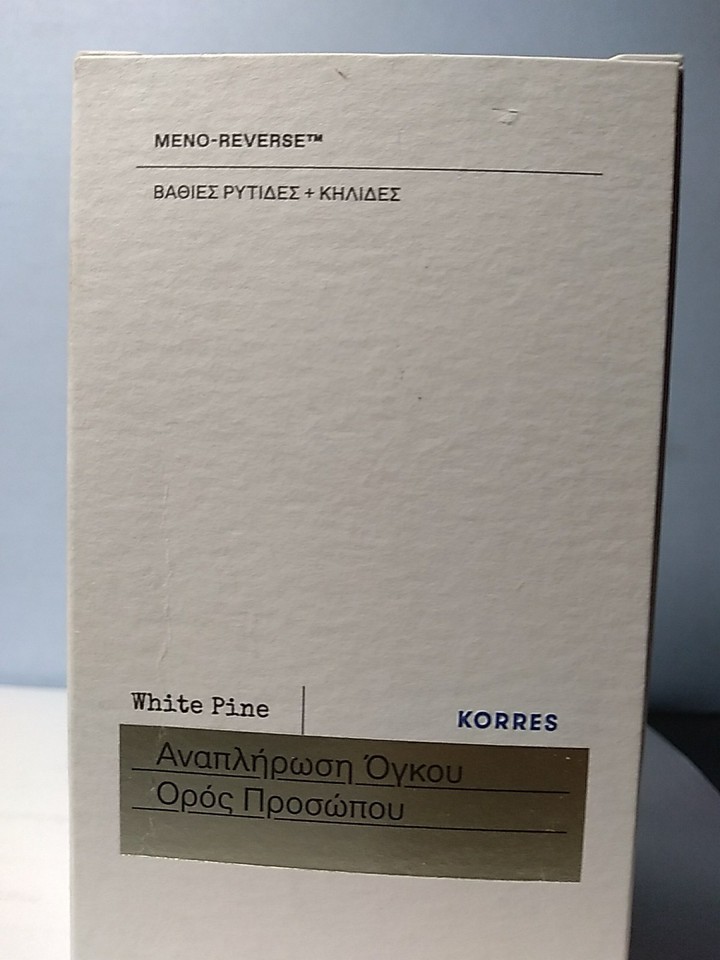 MENO-REVERSE™
ΒΑΘΙΕΣ ΡΥΤΙΔΕΣ + ΚΗΛΙΔΕΣ
White Pine
KORRES
Αναπλήρωση Όγκου
Ορός Προσώπου